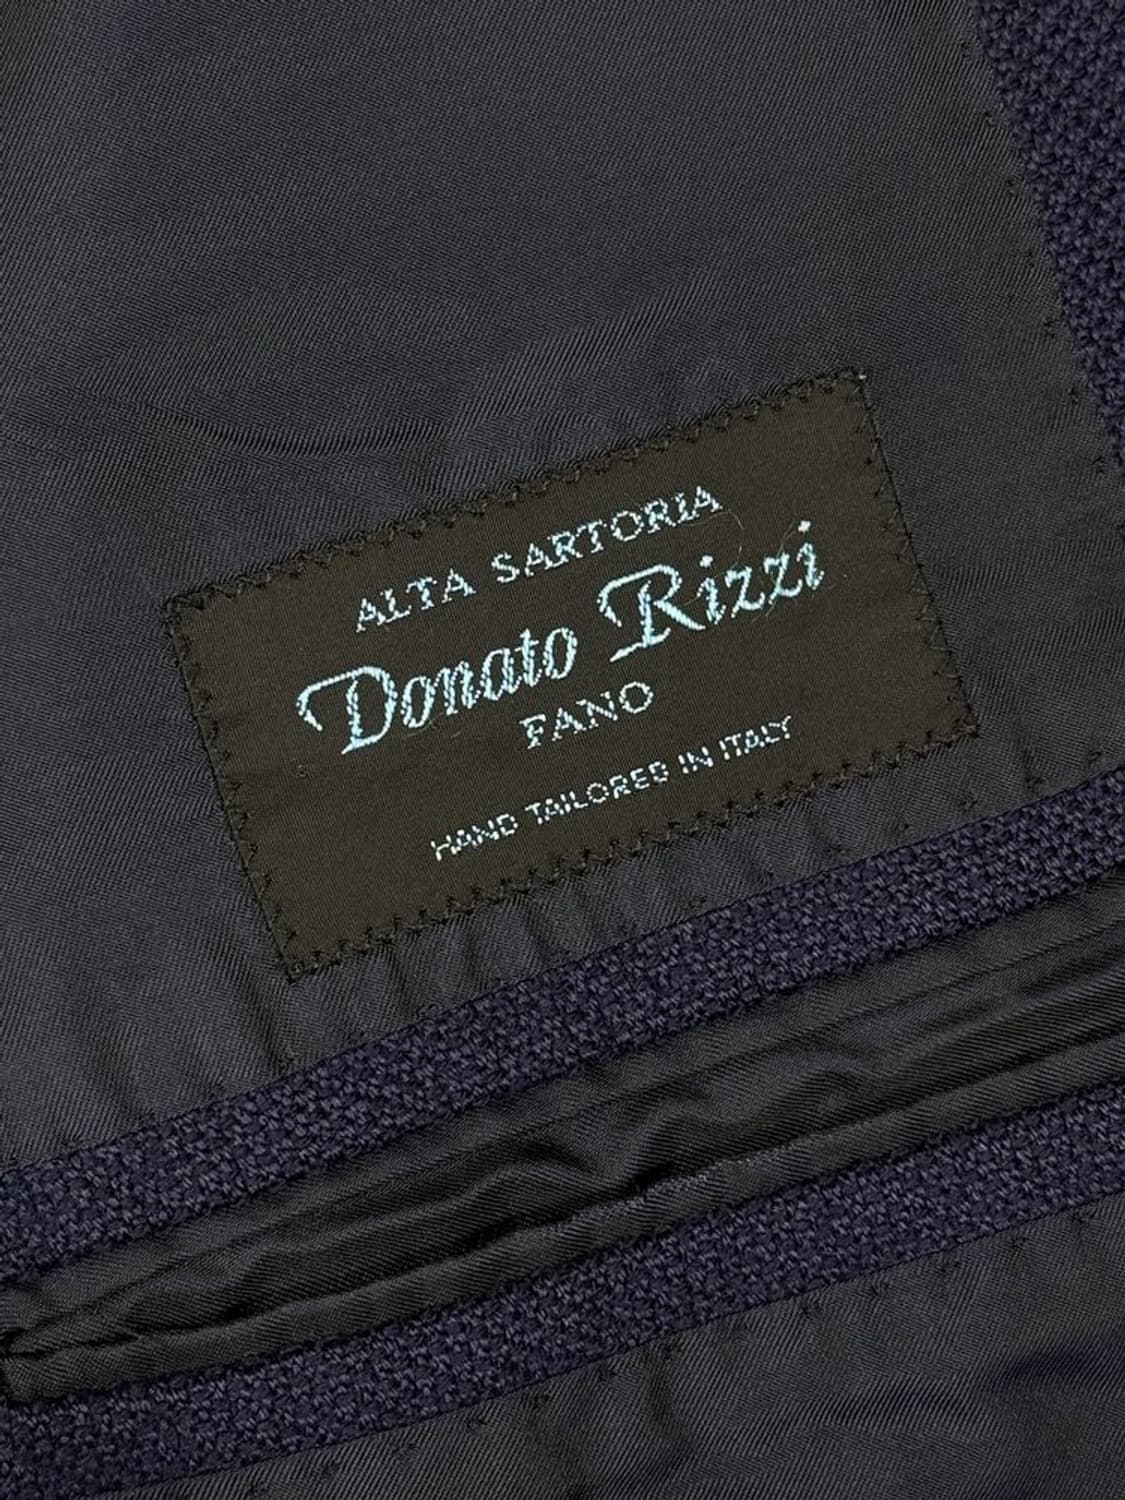 ALTA SARTORIA
Donato Rizzi
FANO
HAND TAILORED IN ITALY